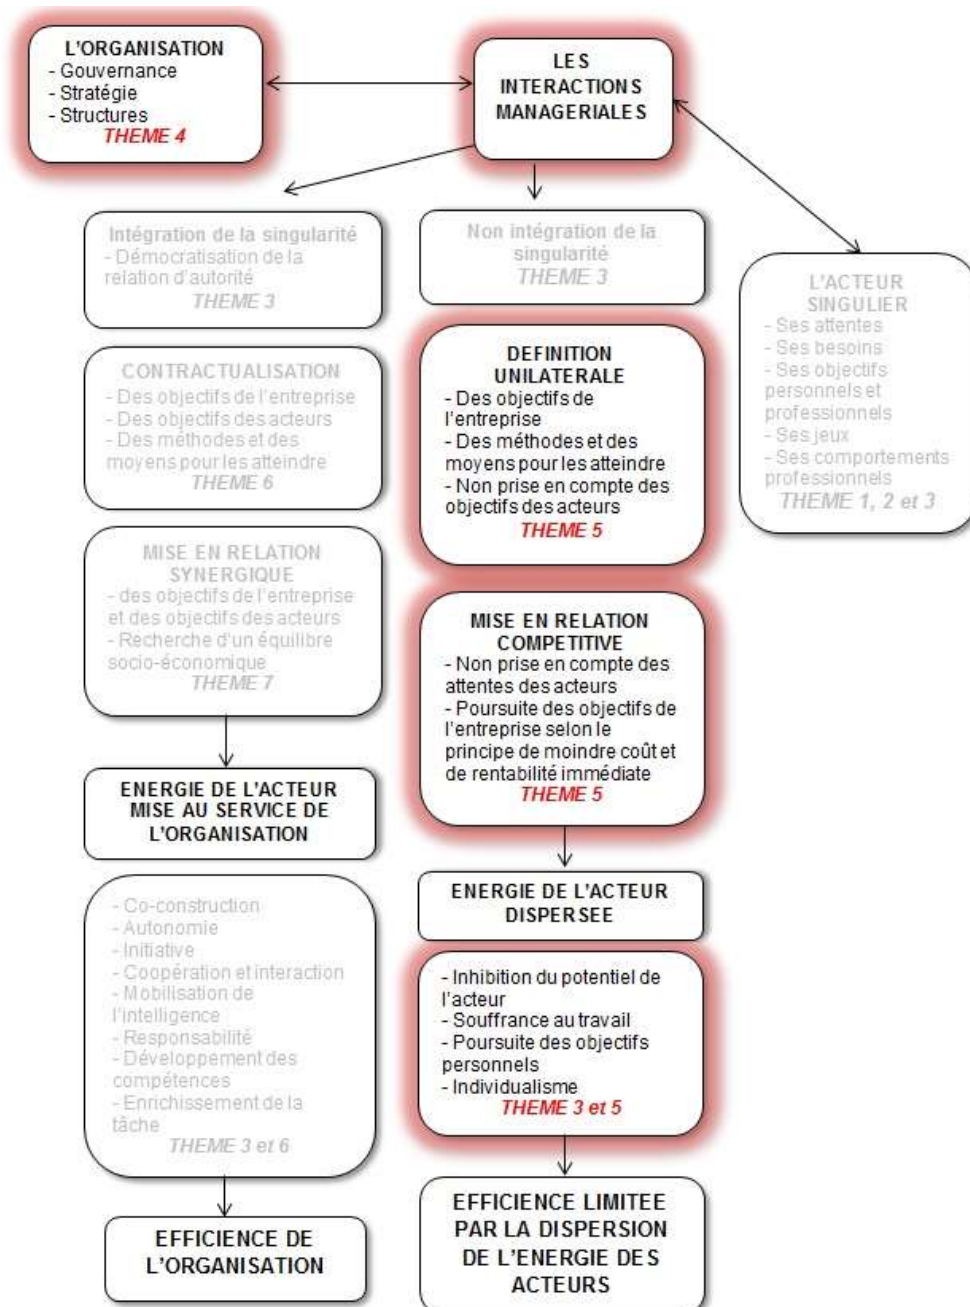 L'ORGANISATION
- Gouvernance
- Stratégie
- Structures
THEME 4
LES
INTERACTIONS
MANAGERIALES
Intégration de la singularité
- Démocratisation de la
relation d'autorité
THEME 3
Non intégration de la
singularité
THEME 3
L'ACTEUR
SINGULIER
- Ses attentes
- Ses besoins
- Ses objectifs
personnels et
professionnels
- Ses jeux
- Ses comportements
professionnels
THEME 1, 2 et 3
CONTRACTUALISATION
- Des objectifs de l'entreprise
- Des objectifs des acteurs
- Des méthodes et des
moyens pour les atteindre
THEME 6
DEFINITION
UNILATERALE
- Des objectifs de
l'entreprise
- Des méthodes et des
moyens pour les atteindre
- Non prise en compte des
objectifs des acteurs
THEME 5
MISE EN RELATION
SYNERGIQUE
- des objectifs de l'entreprise
et des objectifs des acteurs
- Recherche d'un équilibre
socio-économique
THEME 7
MISE EN RELATION
COMPETITIVE
- Non prise en compte des
attentes des acteurs
- Poursuite des objectifs de
l'entreprise selon le
principe de moindre coût et
de rentabilité immédiate
THEME 5
ENERGIE DE L'ACTEUR
MISE AU SERVICE DE
L'ORGANISATION
ENERGIE DE L'ACTEUR
DISPERSEE
- Co-construction
- Autonomie
- Initiative
- Coopération et interaction
- Mobilisation de
l'intelligence
- Responsabilité
- Développement des
compétences
- Enrichissement de la
tâche
THEME 3 et 6
- Inhibition du potentiel de
l'acteur
- Souffrance au travail
- Poursuite des objectifs
personnels
- Individualisme
THEME 3 et 5
EFFICIENCE DE
L'ORGANISATION
EFFICIENCE LIMITEE
PAR LA DISPERSION
DE L'ENERGIE DES
ACTEURS